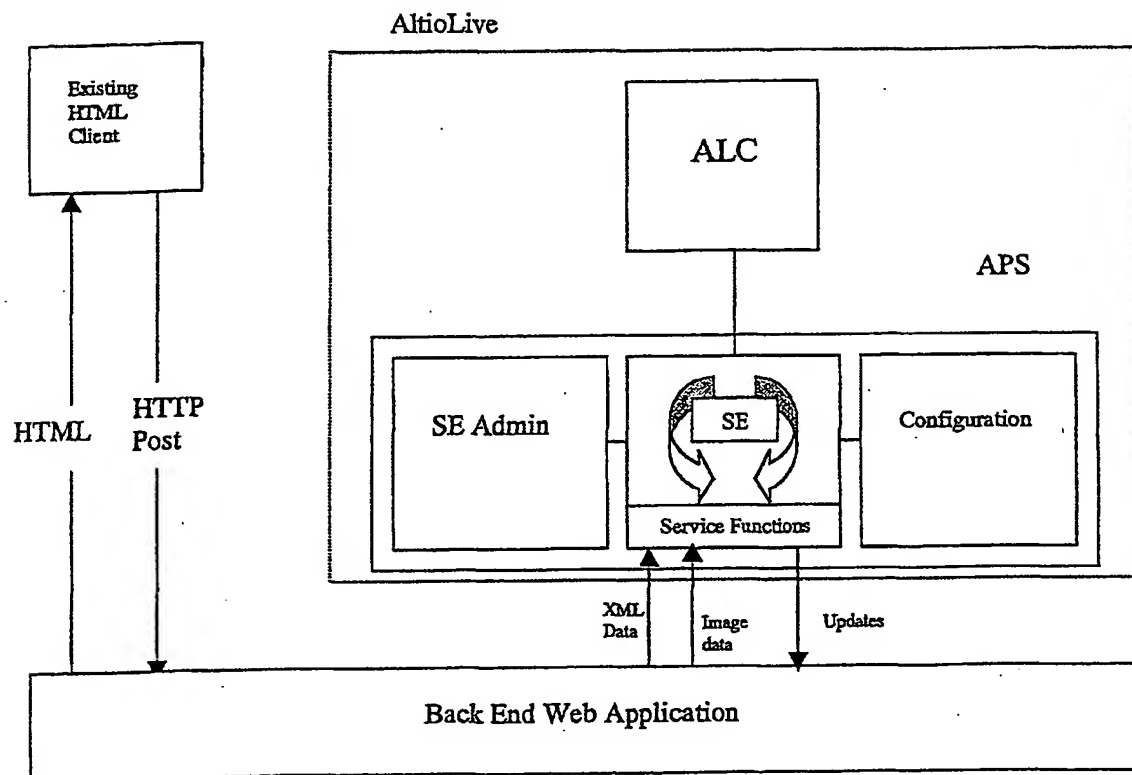 AltioLive
Existing
HTML
Client
ALC
APS
HTML
HTTP
Post
SE Admin
SE
Configuration
Service Functions
XML
Data
Image
data
Updates
Back End Web Application